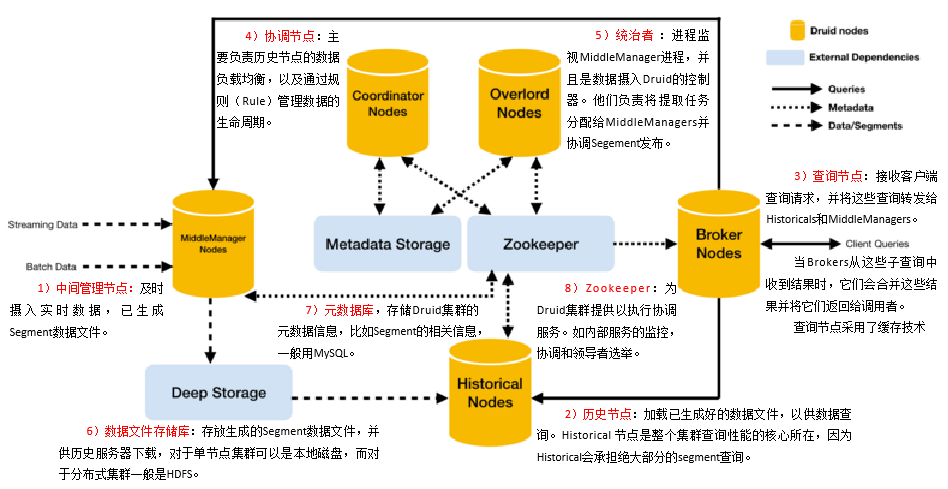 4）协调节点：主
要负责历史节点的数据
负载均衡，以及通过规
则（Rule）管理数据的
生命周期。
Coordinator
Nodes
Overlord
Nodes
5）统治者：进程监
视MiddleManager进程，并
且是数据摄入Druid的控制
器。他们负责将提取任务
分配给MiddleManagers并
协调Segement发布。
Druid nodes
External Dependencies
Queries
Metadata
Data/Segments
3）查询节点：接收客户端
查询请求，并将这些查询转发给
Historicals和MiddleManagers。
Streaming Data
Batch Data
MiddleManager
Nodes
Metadata Storage
Zookeeper
Broker
Nodes
Client Queries
当Brokers从这些子查询中
收到结果时，它们会合并这些结
果并将它们返回给调用者。
查询节点采用了缓存技术
1）中间管理节点：及时
摄入实时数据，已生成
Segment数据文件。
7）元数据库，存储Druid集群的
元数据信息，比如Segment的相关信息，
一般用MySQL。
8）Zookeeper：为
Druid集群提供以执行协调
服务。如内部服务的监控，
协调和领导者选举。
Deep Storage
Historical
Nodes
6）数据文件存储库：存放生成的Segment数据文件，并
供历史服务器下载，对于单节点集群可以是本地磁盘，而对
于分布式集群一般是HDFS。
2）历史节点：加载已生成好的数据文件，以供数据查
询。Historical 节点是整个集群查询性能的核心所在，因为
Historical会承担绝大部分的segment查询。